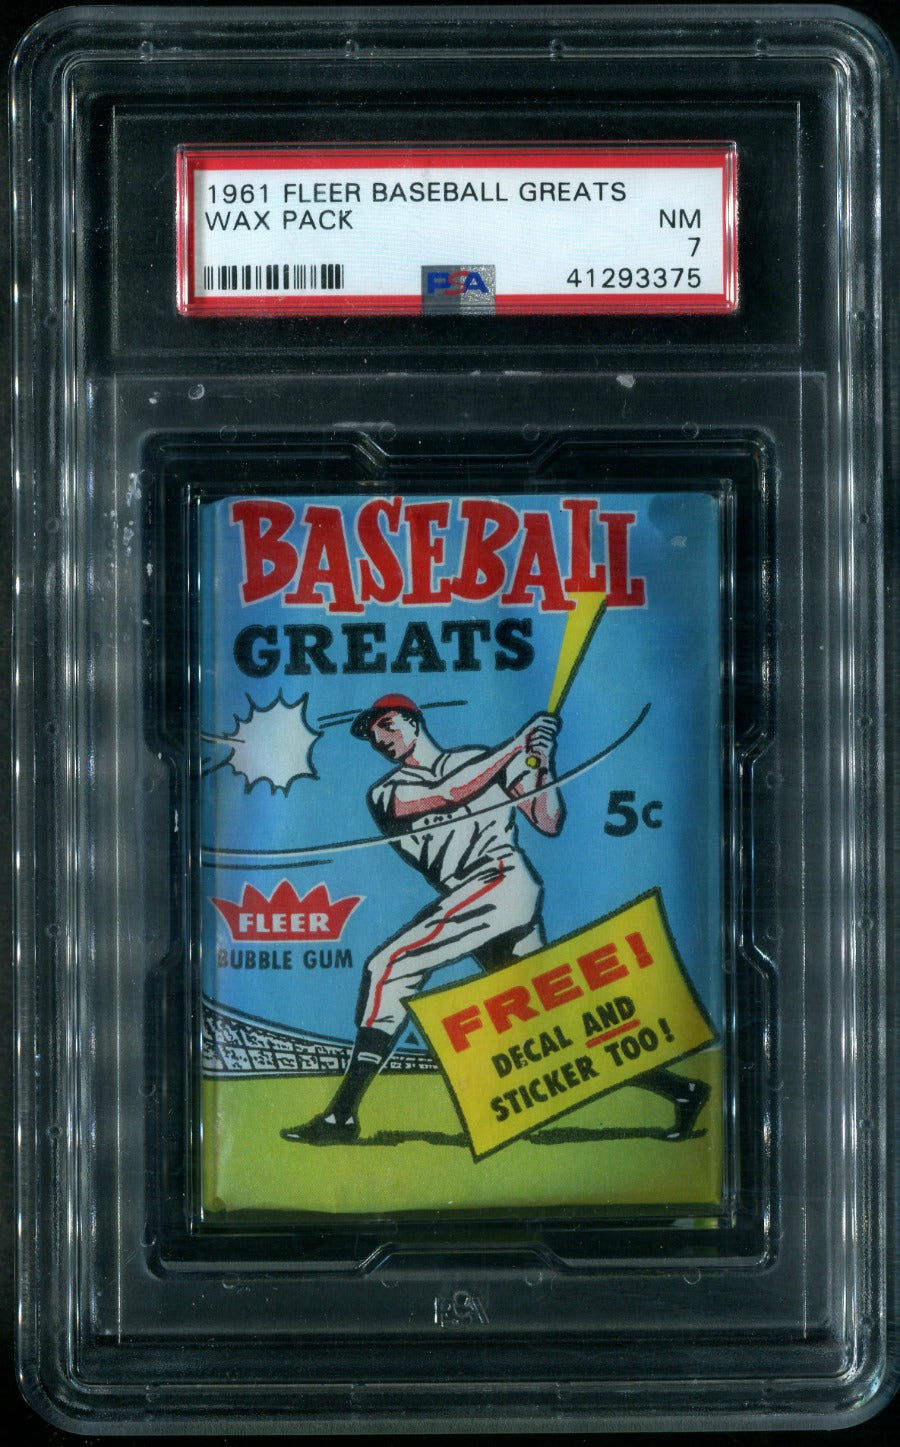 1961 FLEER BASEBALL GREATS
WAX PACK NM
7
PSA 41293375
BASEBALL
GREATS
5c
FLEER
BUBBLE GUM
FREE!
DECAL AND
STICKER TOO!
PSA